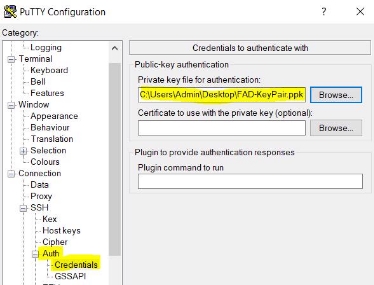 PuTTY Configuration
?
Category:
Logging
Terminal
Keyboard
Bell
Features
Window
Appearance
Behaviour
Translation
Selection
Colours
Connection
Data
Proxy
SSH
Kex
Host keys
Cipher
Auth
Credentials
GSSAPI
Credentials to authenticate with
Public-key authentication
Private key file for authentication:
C:\Users\Admin\Desktop\FAD-KeyPair.ppk
Browse...
Certificate to use with the private key (optional):
Browse...
Plugin to provide authentication responses
Plugin command to run